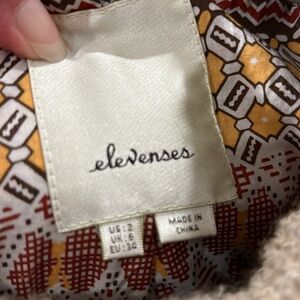 elevenses
US: 2
UK: 6
EU: 34
MADE IN
CHINA